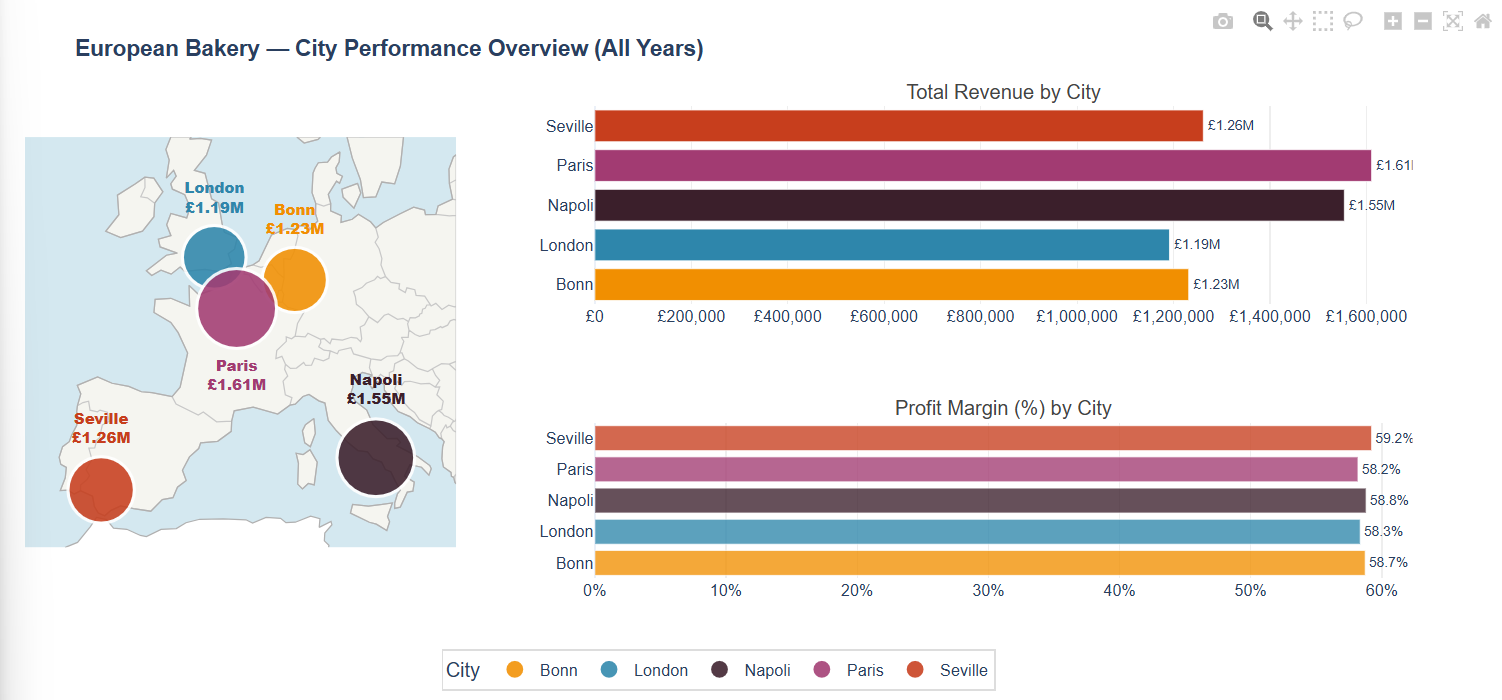 European Bakery — City Performance Overview (All Years)
London
£1.19M
Bonn
£1.23M
Paris
£1.61M
Napoli
£1.55M
Seville
£1.26M
Total Revenue by City
Seville £1.26M
Paris £1.61
Napoli £1.55M
London £1.19M
Bonn £1.23M
£0 £200,000 £400,000 £600,000 £800,000 £1,000,000 £1,200,000 £1,400,000 £1,600,000
Profit Margin (%) by City
Seville 59.2%
Paris 58.2%
Napoli 58.8%
London 58.3%
Bonn 58.7%
0% 10% 20% 30% 40% 50% 60%
City Bonn London Napoli Paris Seville